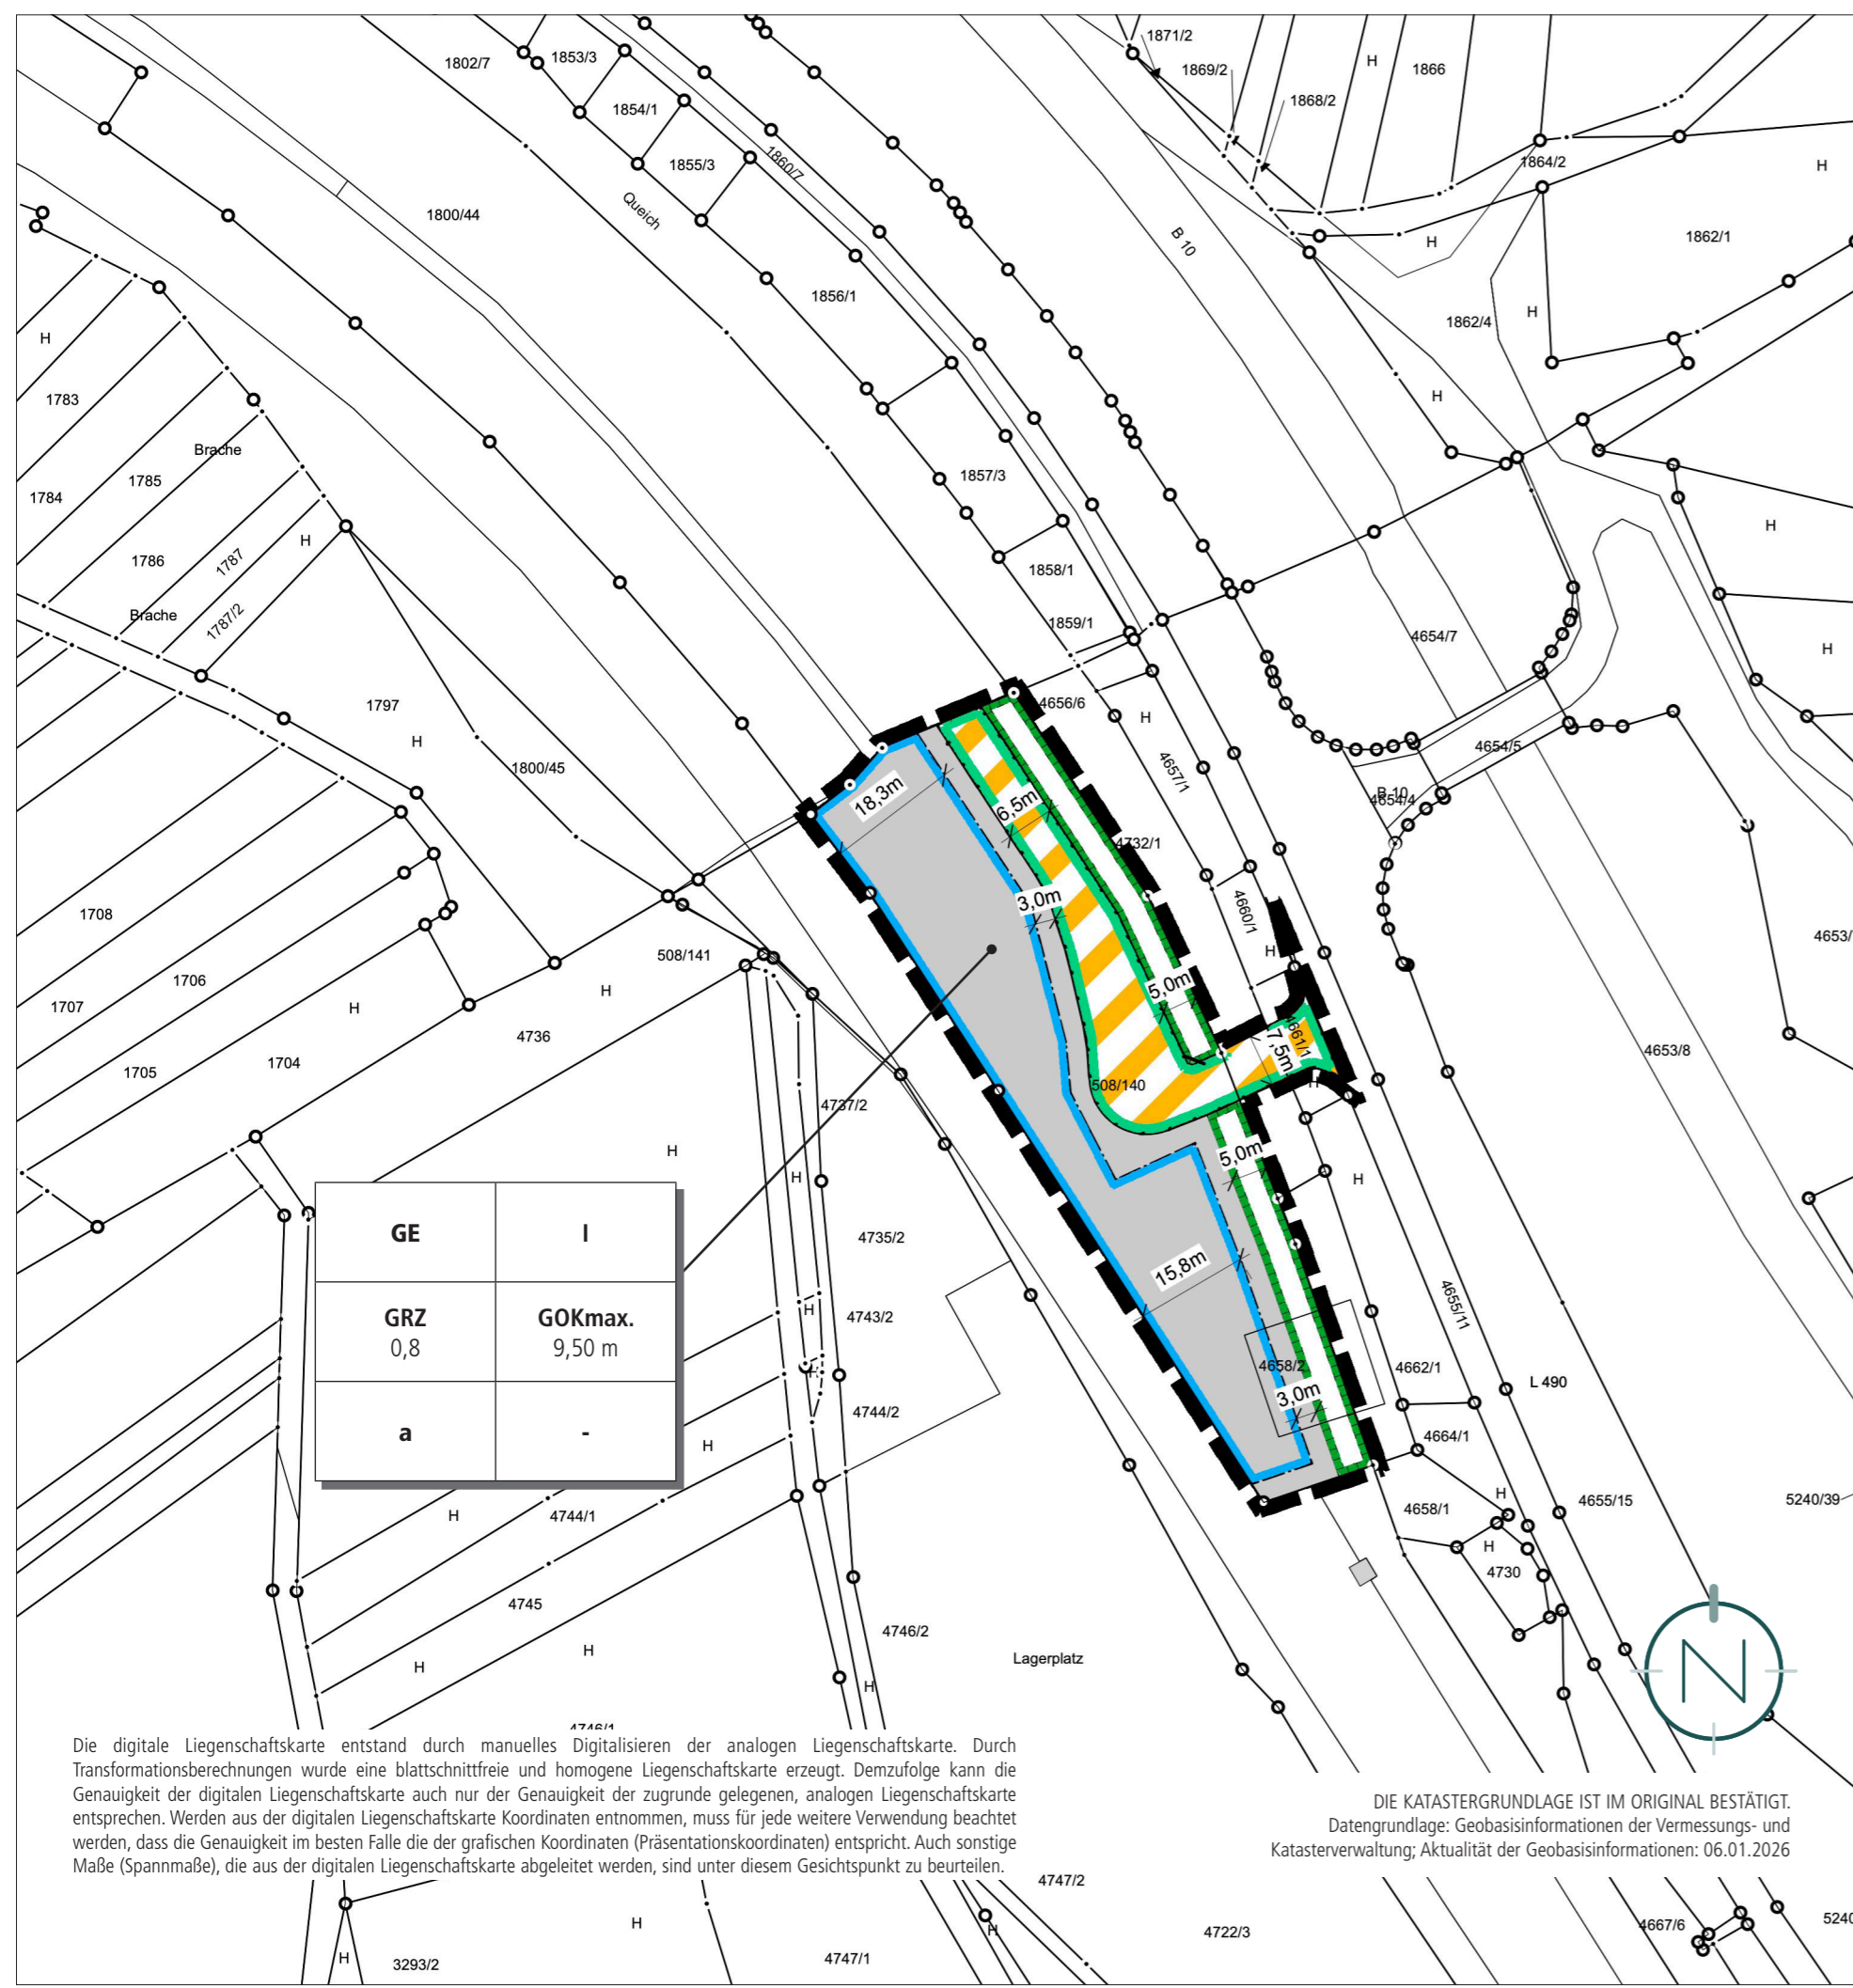 1871/2
1802/7
1853/3
1869/2
H
1866
1868/2
1854/1
1860/7
1855/3
1864/2
H
Queich
1800/44
B 10
H
1862/1
1856/1
1862/4
H
H
1783
H
Brache
1857/3
1785
1784
H
H
1786
1787
1858/1
Brache
1787/2
1859/1
4654/7
H
1797
4656/6
H
H
4654/5
1800/45
4657/1
B 10
4654/4
18,3m
6,5m
4732/1
3,0m
1708
4660/1
4653/
508/141
H
1706
H
5,0m
1707
H
4736
4661/1
7,5m
4653/8
1704
1705
508/140
H
4737/2
H
5,0m
H
H
GE
I
4735/2
15,8m
GRZ
0,8
GOKmax.
9,50 m
H
4743/2
4655/11
4658/2
4662/1
H
L 490
3,0m
a
-
4744/2
H
4664/1
H
4744/1
4658/1
H
4655/15
5240/39
H
4730
4745
4746/2
H
Lagerplatz
H
H
N
4746/1
Die digitale Liegenschaftskarte entstand durch manuelles Digitalisieren der analogen Liegenschaftskarte. Durch
Transformationsberechnungen wurde eine blattschnittfreie und homogene Liegenschaftskarte erzeugt. Demzufolge kann die
Genauigkeit der digitalen Liegenschaftskarte auch nur der Genauigkeit der zugrunde gelegenen, analogen Liegenschaftskarte
entsprechen. Werden aus der digitalen Liegenschaftskarte Koordinaten entnommen, muss für jede weitere Verwendung beachtet
werden, dass die Genauigkeit im besten Falle die der grafischen Koordinaten (Präsentationskoordinaten) entspricht. Auch sonstige
Maße (Spannmaße), die aus der digitalen Liegenschaftskarte abgeleitet werden, sind unter diesem Gesichtspunkt zu beurteilen.
DIE KATASTERGRUNDLAGE IST IM ORIGINAL BESTÄTIGT.
Datengrundlage: Geobasisinformationen der Vermessungs- und
Katasterverwaltung; Aktualität der Geobasisinformationen: 06.01.2026
4747/2
H
H
4722/3
4667/6
5240
H
3293/2
4747/1